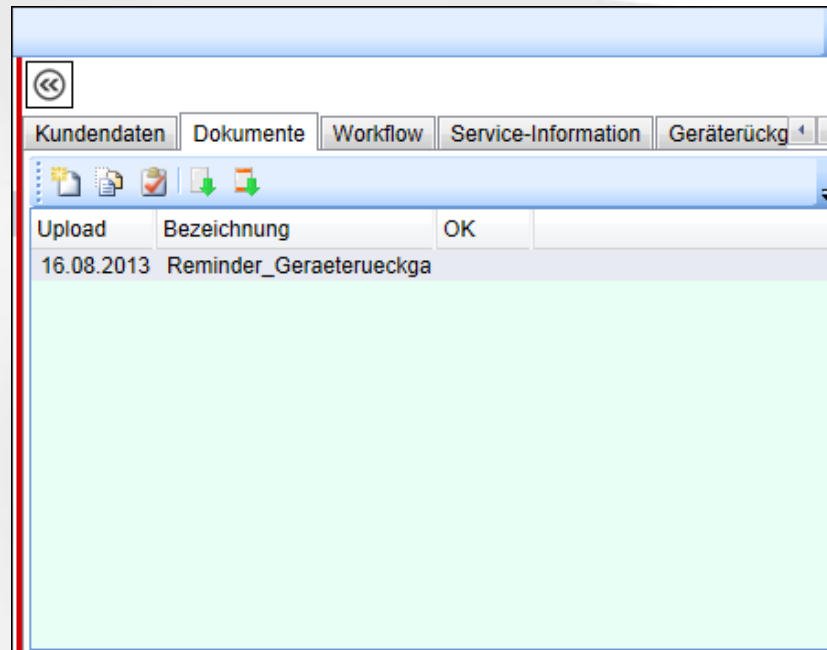 Kundendaten Dokumente Workflow Service-Information Geräterückg
Upload Bezeichnung OK
16.08.2013 Reminder_Geraeterueckga